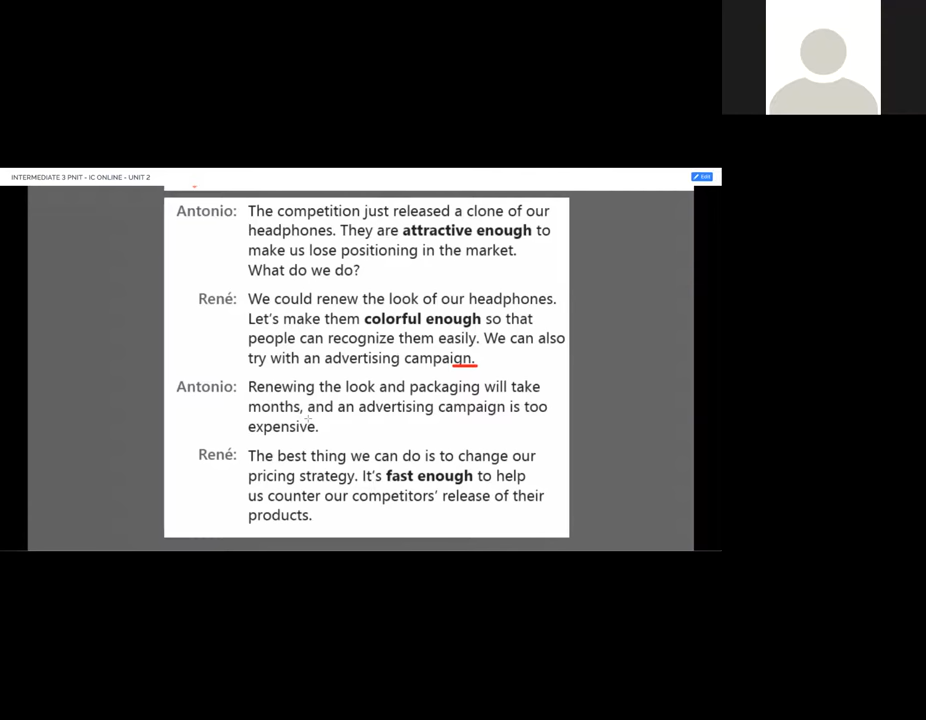 INTERMEDIATE 3 PNIT - IC ONLINE - UNIT 2
Edit
Antonio: The competition just released a clone of our
headphones. They are attractive enough to
make us lose positioning in the market.
What do we do?
René: We could renew the look of our headphones.
Let's make them colorful enough so that
people can recognize them easily. We can also
try with an advertising campaign.
Antonio: Renewing the look and packaging will take
months, and an advertising campaign is too
expensive.
René: The best thing we can do is to change our
pricing strategy. It's fast enough to help
us counter our competitors' release of their
products.